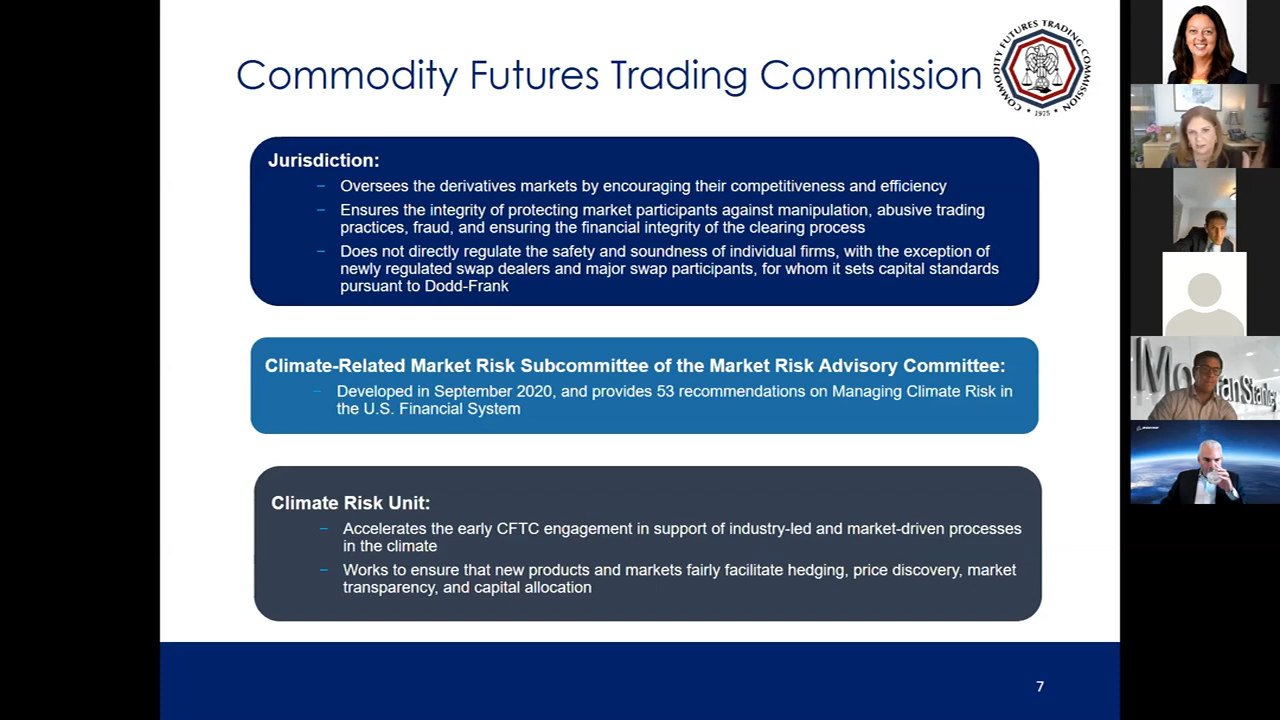 Commodity Futures Trading Commission
COMMODITY FUTURES TRADING COMMISSION
• 1975 •
Jurisdiction:
– Oversees the derivatives markets by encouraging their competitiveness and efficiency
– Ensures the integrity of protecting market participants against manipulation, abusive trading
practices, fraud, and ensuring the financial integrity of the clearing process
– Does not directly regulate the safety and soundness of individual firms, with the exception of
newly regulated swap dealers and major swap participants, for whom it sets capital standards
pursuant to Dodd-Frank
Climate-Related Market Risk Subcommittee of the Market Risk Advisory Committee:
– Developed in September 2020, and provides 53 recommendations on Managing Climate Risk in
the U.S. Financial System
Climate Risk Unit:
– Accelerates the early CFTC engagement in support of industry-led and market-driven processes
in the climate
– Works to ensure that new products and markets fairly facilitate hedging, price discovery, market
transparency, and capital allocation
7
BOEING